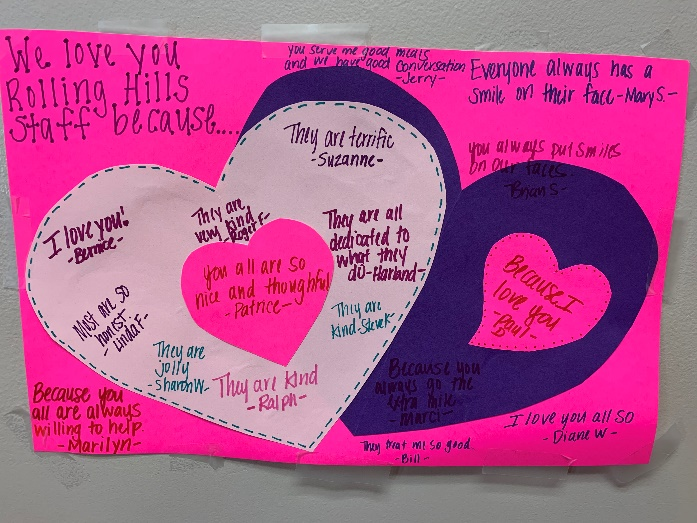 We love you
Rolling Hills
Staff because....
you serve me good meals
and we have good conversation
-Jerry-
Everyone always has a
smile on their face -Mary S.-
They are terrific
-Suzanne-
you always put smiles
on our faces.
-Brian S-
I love you!
-Bernice-
They are
very kind
-Roger F-
They are all
dedicated to
what they
do -Harland-
you all are so
nice and thoughtful
-Patrice-
Because I
love you
-Paul-
D
Most are so
honest
-Linda F.-
They are
kind -Steve K-
They are
jolly
-Sharon W-
They are kind
-Ralph-
Because you
always go the
extra mile
-Marci-
Because you
all are always
willing to help.
-Marilyn-
I love you all so
-Diane W-
They treat me so good.
-Bill-